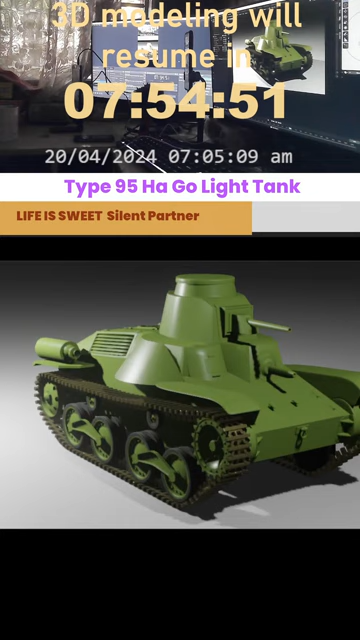 3D modeling will
resume in
07:54:51
20/04/2024 07:05:09 am
Type 95 Ha Go Light Tank
LIFE IS SWEET Silent Partner